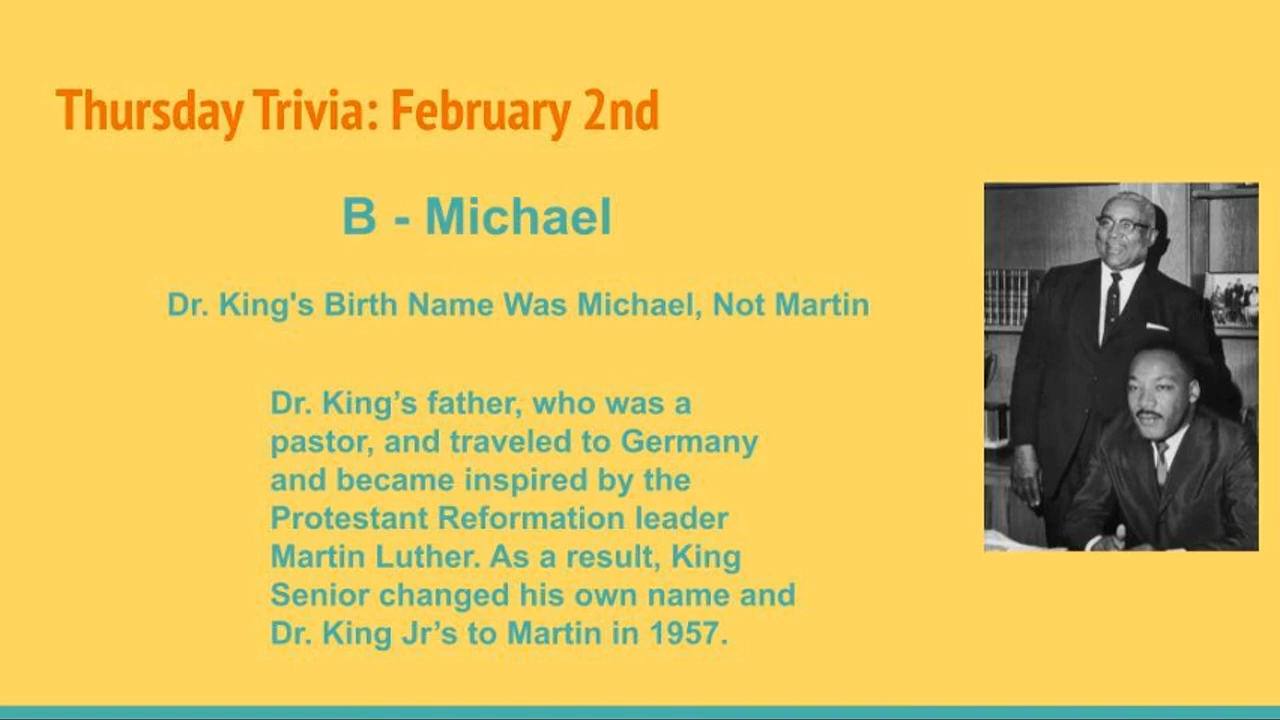 Thursday Trivia: February 2nd
B - Michael
Dr. King's Birth Name Was Michael, Not Martin
Dr. King’s father, who was a
pastor, and traveled to Germany
and became inspired by the
Protestant Reformation leader
Martin Luther. As a result, King
Senior changed his own name and
Dr. King Jr’s to Martin in 1957.